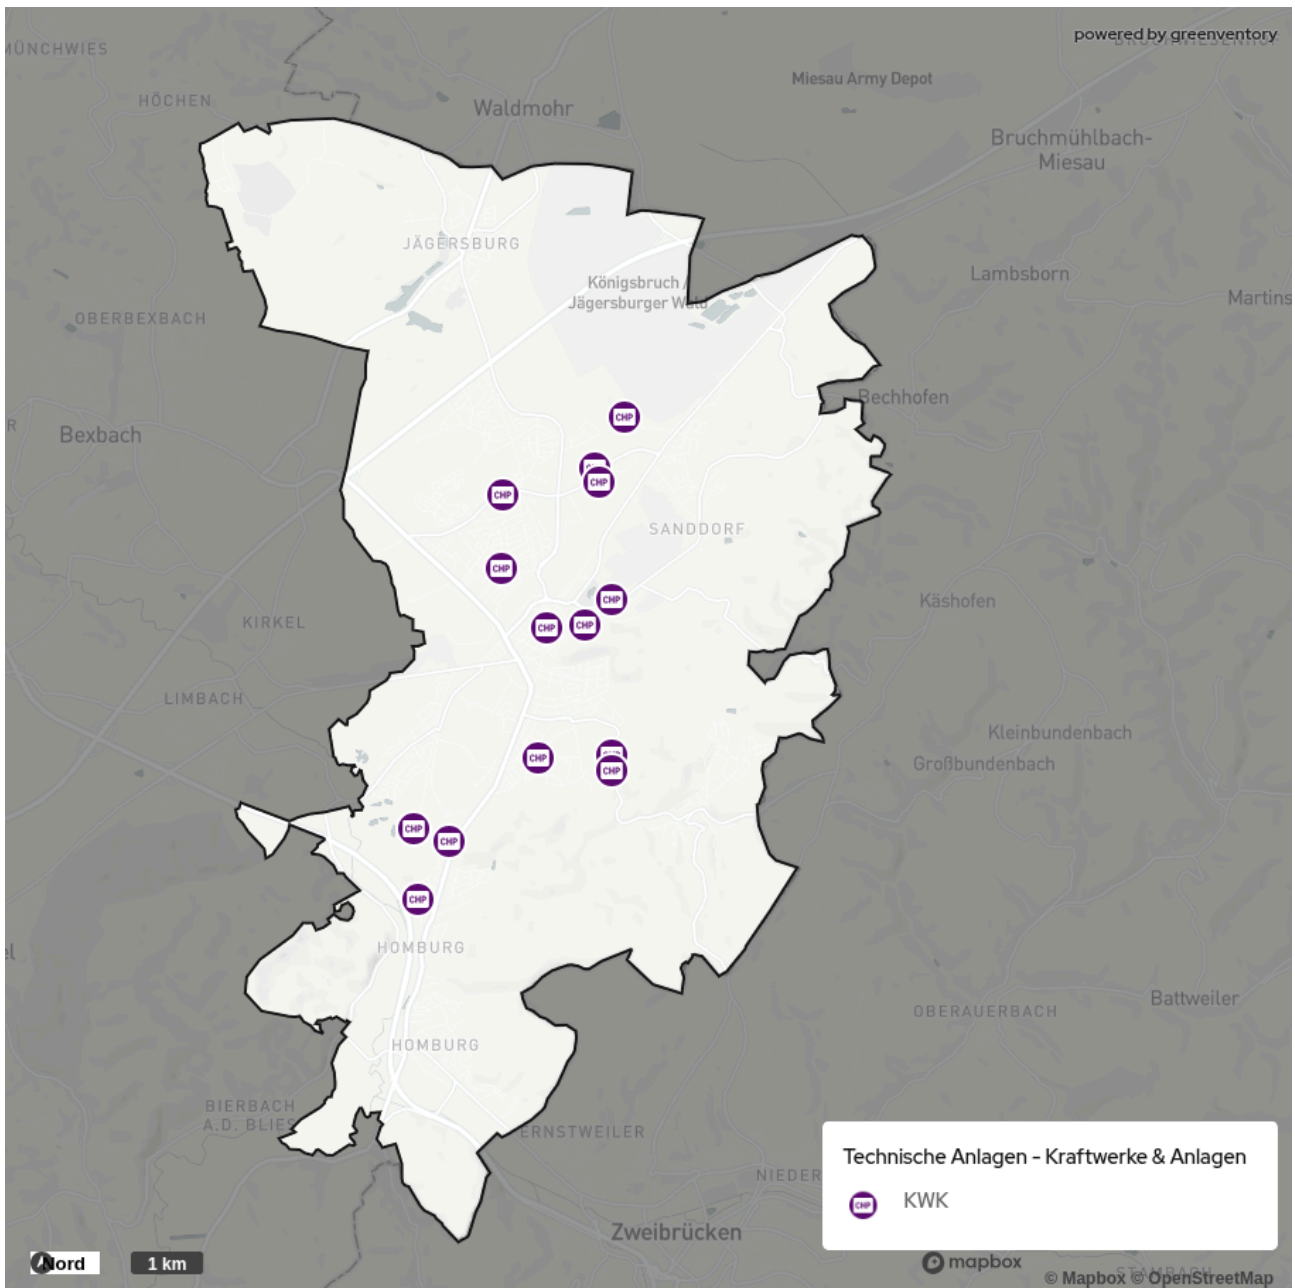 powered by greenventory
MÜNCHWIES
Miesau Army Depot
HÖCHEN
Waldmohr
Bruchmühlbach-
Miesau
JÄGERSBURG
Lambsborn
Königsbruch /
Jägersburger Wald
Martins
OBERBEXBACH
Bechhofen
CHP
R
Bexbach
CHP
CHP
SANDDORF
CHP
CHP
Käshofen
KIRKEL
CHP
CHP
LIMBACH
Kleinbundenbach
CHP
Großbundenbach
CHP
CHP
CHP
CHP
HOMBURG
el
Battweiler
OBERAUERBACH
HOMBURG
BIERBACH
A.D. BLIES
ERNSTWEILER
Technische Anlagen - Kraftwerke & Anlagen
NIEDER
CHP
KWK
Zweibrücken
Nord
1 km
mapbox
STAMBACH
© Mapbox © OpenStreetMap